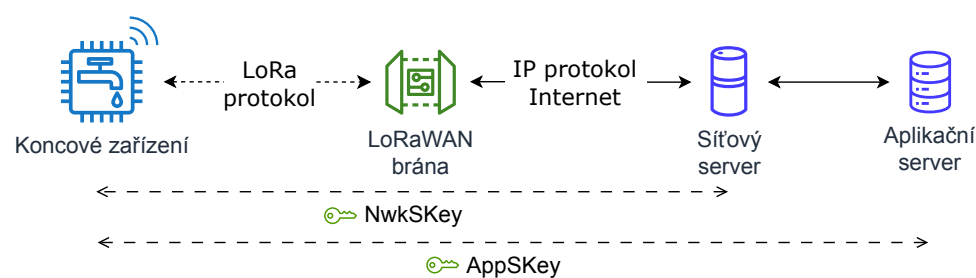 LoRa
protokol
IP protokol
Internet
Koncové zařízení
LoRaWAN
brána
Síťový
server
Aplikační
server
NwkSKey
AppSKey